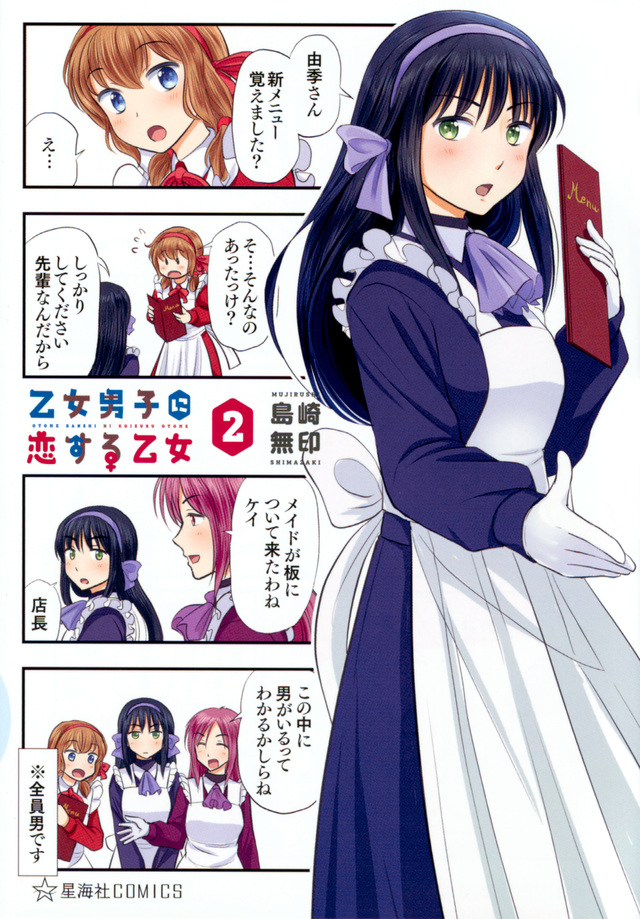 由季さん
新メニュー
覚えました？
え…
Menu
そ…そんなの
あったっけ？
しっかり
してください
先輩なんだから
乙女男子に
OTOME DANSHI NI KOISURU OTOME
恋する乙女
2
MUJIRUSHI
島崎
無印
SHIMAZAKI
メイドが板に
ついて来たわね
ケイ
店長
この中に
男がいるって
わかるかしらね
※全員男です
Menu
☆星海社COMICS